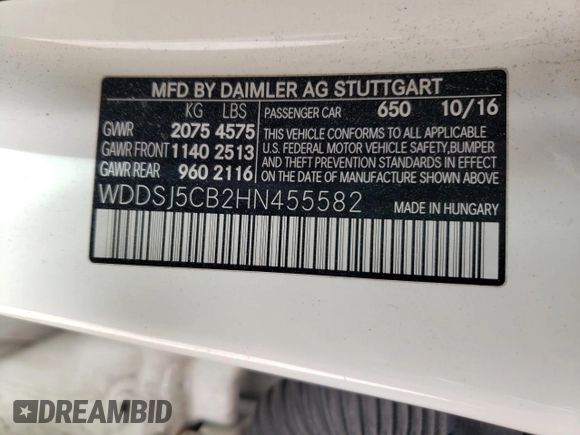 MFD BY DAIMLER AG STUTTGART
KG LBS PASSENGER CAR 650 10/16
GVWR 2075 4575
GAWR FRONT 1140 2513
GAWR REAR 960 2116
THIS VEHICLE CONFORMS TO ALL APPLICABLE
U.S. FEDERAL MOTOR VEHICLE SAFETY, BUMPER,
AND THEFT PREVENTION STANDARDS IN EFFECT
ON THE DATE OF MANUFACTURE SHOWN ABOVE.
WDDSJ5CB2HN455582 MADE IN HUNGARY
DREAMBID